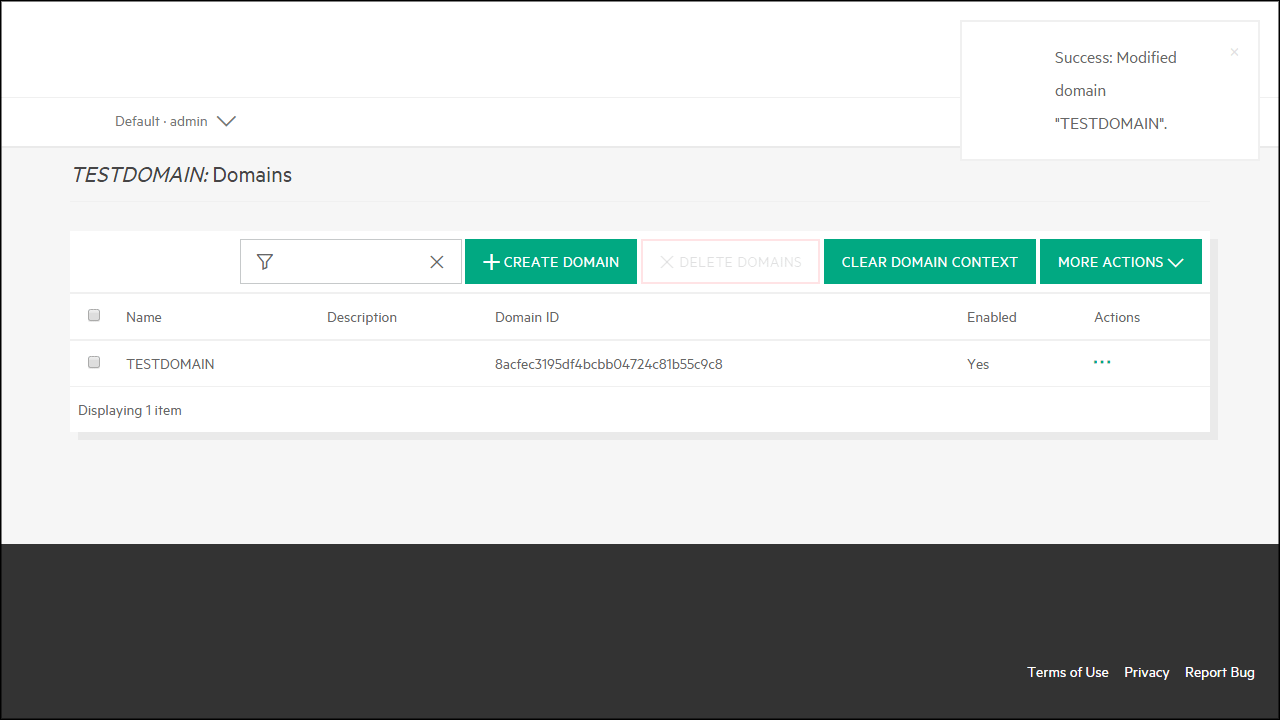 Success: Modified
domain
"TESTDOMAIN".
×
Default · admin
TESTDOMAIN: Domains
CREATE DOMAIN
DELETE DOMAINS
CLEAR DOMAIN CONTEXT
MORE ACTIONS
Name Description Domain ID Enabled Actions
TESTDOMAIN 8acfec3195df4bcbb04724c81b55c9c8 Yes ...
Displaying 1 item
Terms of Use Privacy Report Bug